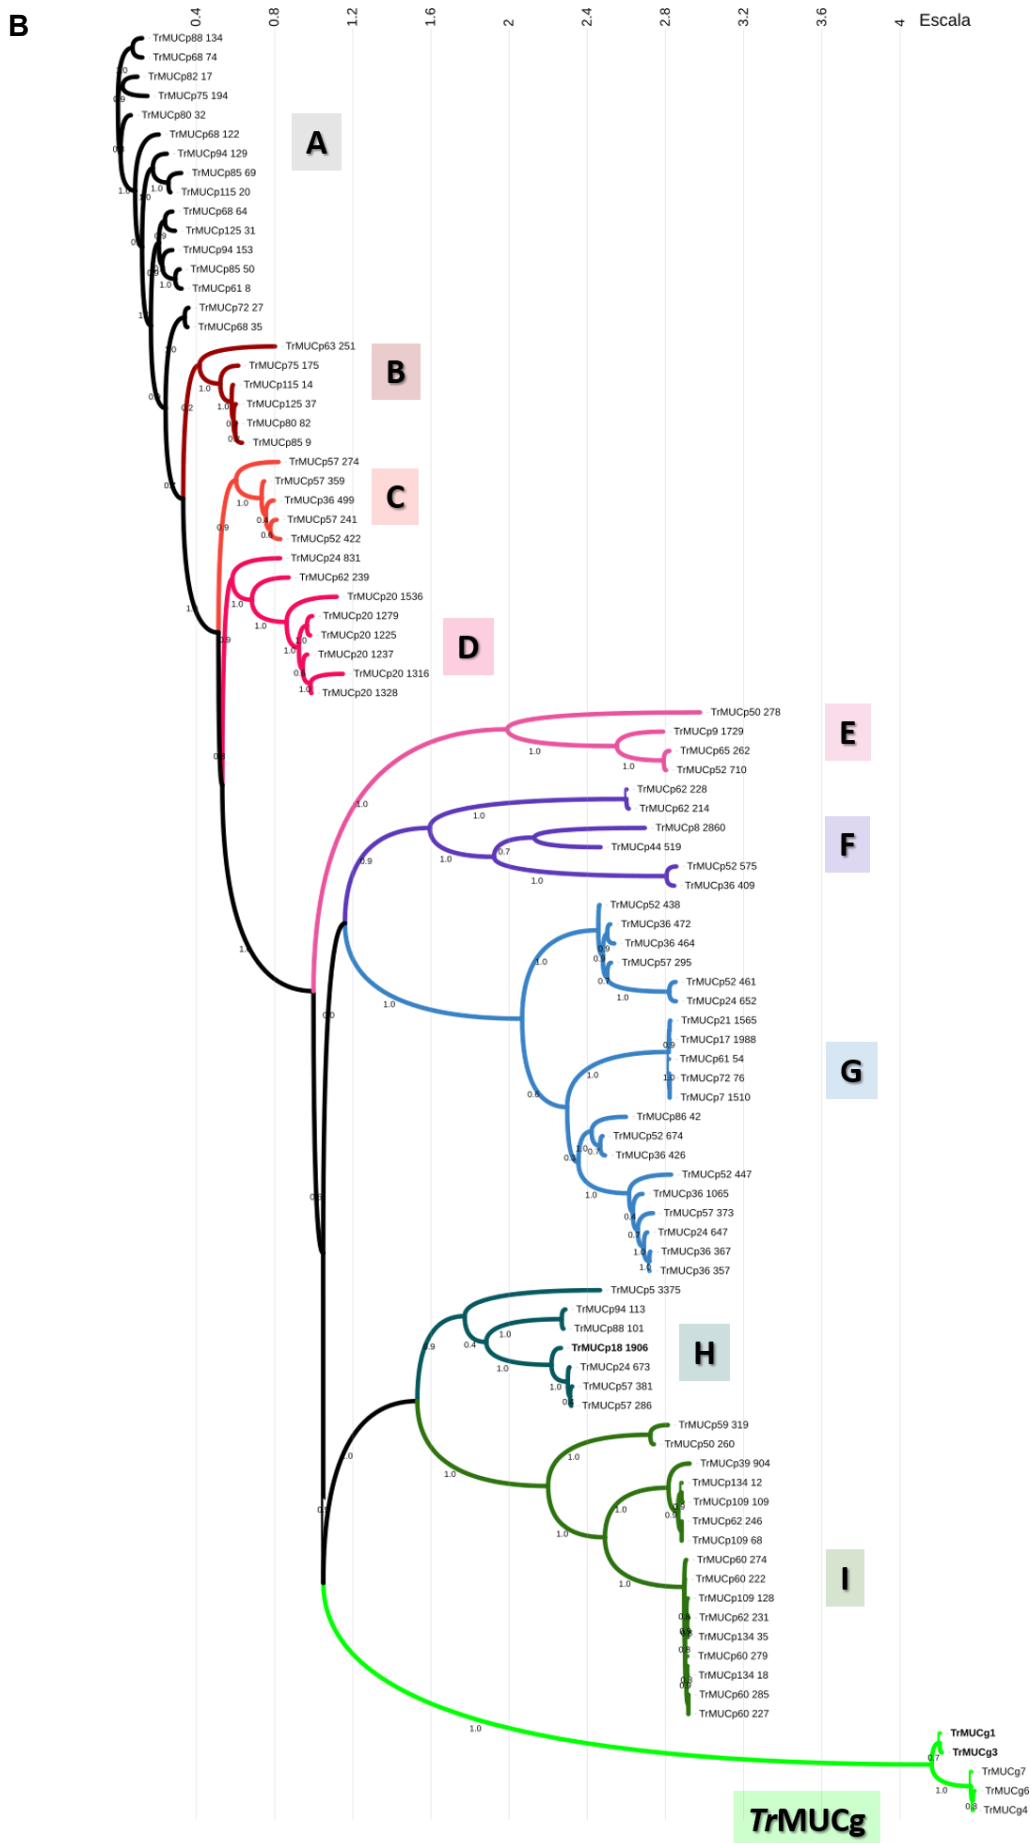 B
0.4 0.8 1.2 1.6 2 2.4 2.8 3.2 3.6 4 Escala
TrMUCp88 134
TrMUCp68 74
TrMUCp82 17
TrMUCp75 194
TrMUCp80 32
TrMUCp68 122
A
TrMUCp94 129
TrMUCp85 69
TrMUCp115 20
TrMUCp68 64
TrMUCp125 31
TrMUCp94 153
TrMUCp85 50
TrMUCp61 8
TrMUCp72 27
TrMUCp68 35
TrMUCp63 251
TrMUCp75 175
B
TrMUCp115 14
TrMUCp125 37
TrMUCp80 82
TrMUCp85 9
TrMUCp57 274
TrMUCp57 359
C
TrMUCp36 499
TrMUCp57 241
TrMUCp52 422
TrMUCp24 831
TrMUCp62 239
TrMUCp20 1536
TrMUCp20 1279
TrMUCp20 1225
D
TrMUCp20 1237
TrMUCp20 1316
TrMUCp20 1328
TrMUCp50 278
TrMUCp9 1729
E
TrMUCp65 262
TrMUCp52 710
TrMUCp62 228
TrMUCp62 214
TrMUCp8 2860
TrMUCp44 519
F
TrMUCp52 575
TrMUCp36 409
TrMUCp52 438
TrMUCp36 472
TrMUCp36 464
TrMUCp57 295
TrMUCp52 461
TrMUCp24 652
TrMUCp21 1565
TrMUCp17 1988
TrMUCp61 54
G
TrMUCp72 76
TrMUCp7 1510
TrMUCp86 42
TrMUCp52 674
TrMUCp36 426
TrMUCp52 447
TrMUCp36 1065
TrMUCp57 373
TrMUCp24 647
TrMUCp36 367
TrMUCp36 357
TrMUCp5 3375
TrMUCp94 113
TrMUCp88 101
TrMUCp18 1906
H
TrMUCp24 673
TrMUCp57 381
TrMUCp57 286
TrMUCp59 319
TrMUCp50 260
TrMUCp39 904
TrMUCp134 12
TrMUCp109 109
TrMUCp62 246
TrMUCp109 68
TrMUCp60 274
TrMUCp60 222
I
TrMUCp109 128
TrMUCp62 231
TrMUCp134 35
TrMUCp60 279
TrMUCp134 18
TrMUCp60 285
TrMUCp60 227
TrMUCg1
TrMUCg3
TrMUCg7
TrMUCg6
TrMUCg4
TrMUCg